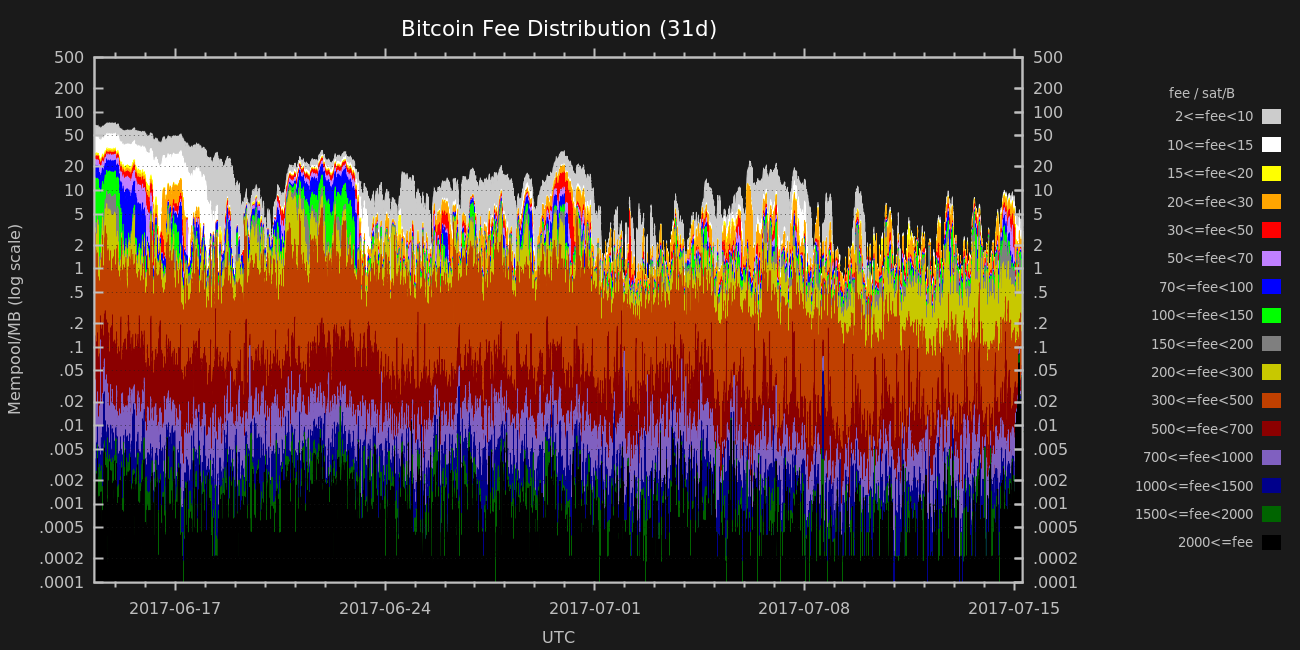 Bitcoin Fee Distribution (31d)
500
200
100
50
20
10
5
2
1
.5
.2
.1
.05
.02
.01
.005
.002
.001
.0005
.0002
.0001
Mempool/MB (log scale)
500
200
100
50
20
10
5
2
1
.5
.2
.1
.05
.02
.01
.005
.002
.001
.0005
.0002
.0001
2017-06-17
2017-06-24
2017-07-01
2017-07-08
2017-07-15
UTC
fee / sat/B
2<=fee<10
10<=fee<15
15<=fee<20
20<=fee<30
30<=fee<50
50<=fee<70
70<=fee<100
100<=fee<150
150<=fee<200
200<=fee<300
300<=fee<500
500<=fee<700
700<=fee<1000
1000<=fee<1500
1500<=fee<2000
2000<=fee